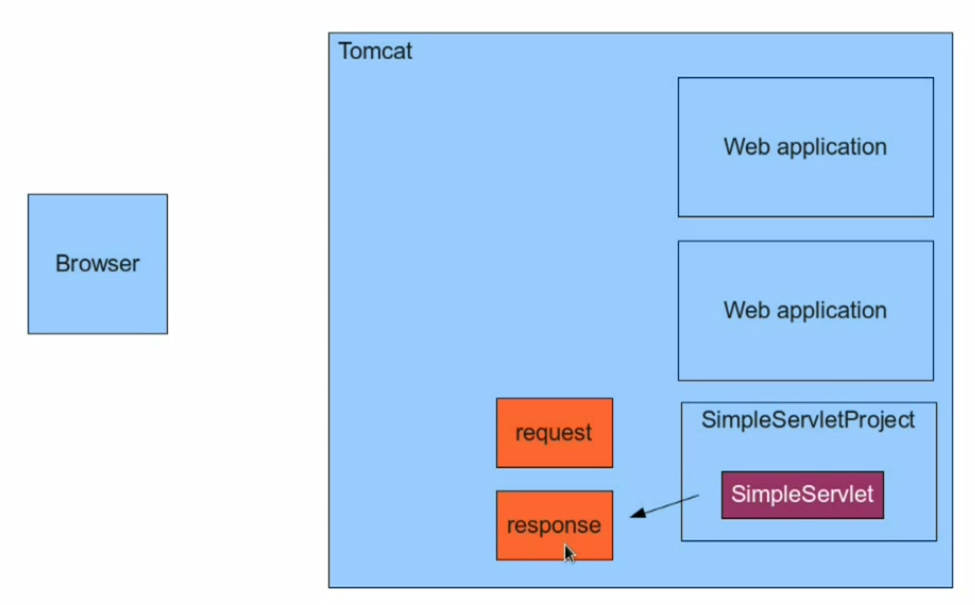 Tomcat
Web application
Browser
Web application
request
SimpleServletProject
SimpleServlet
response